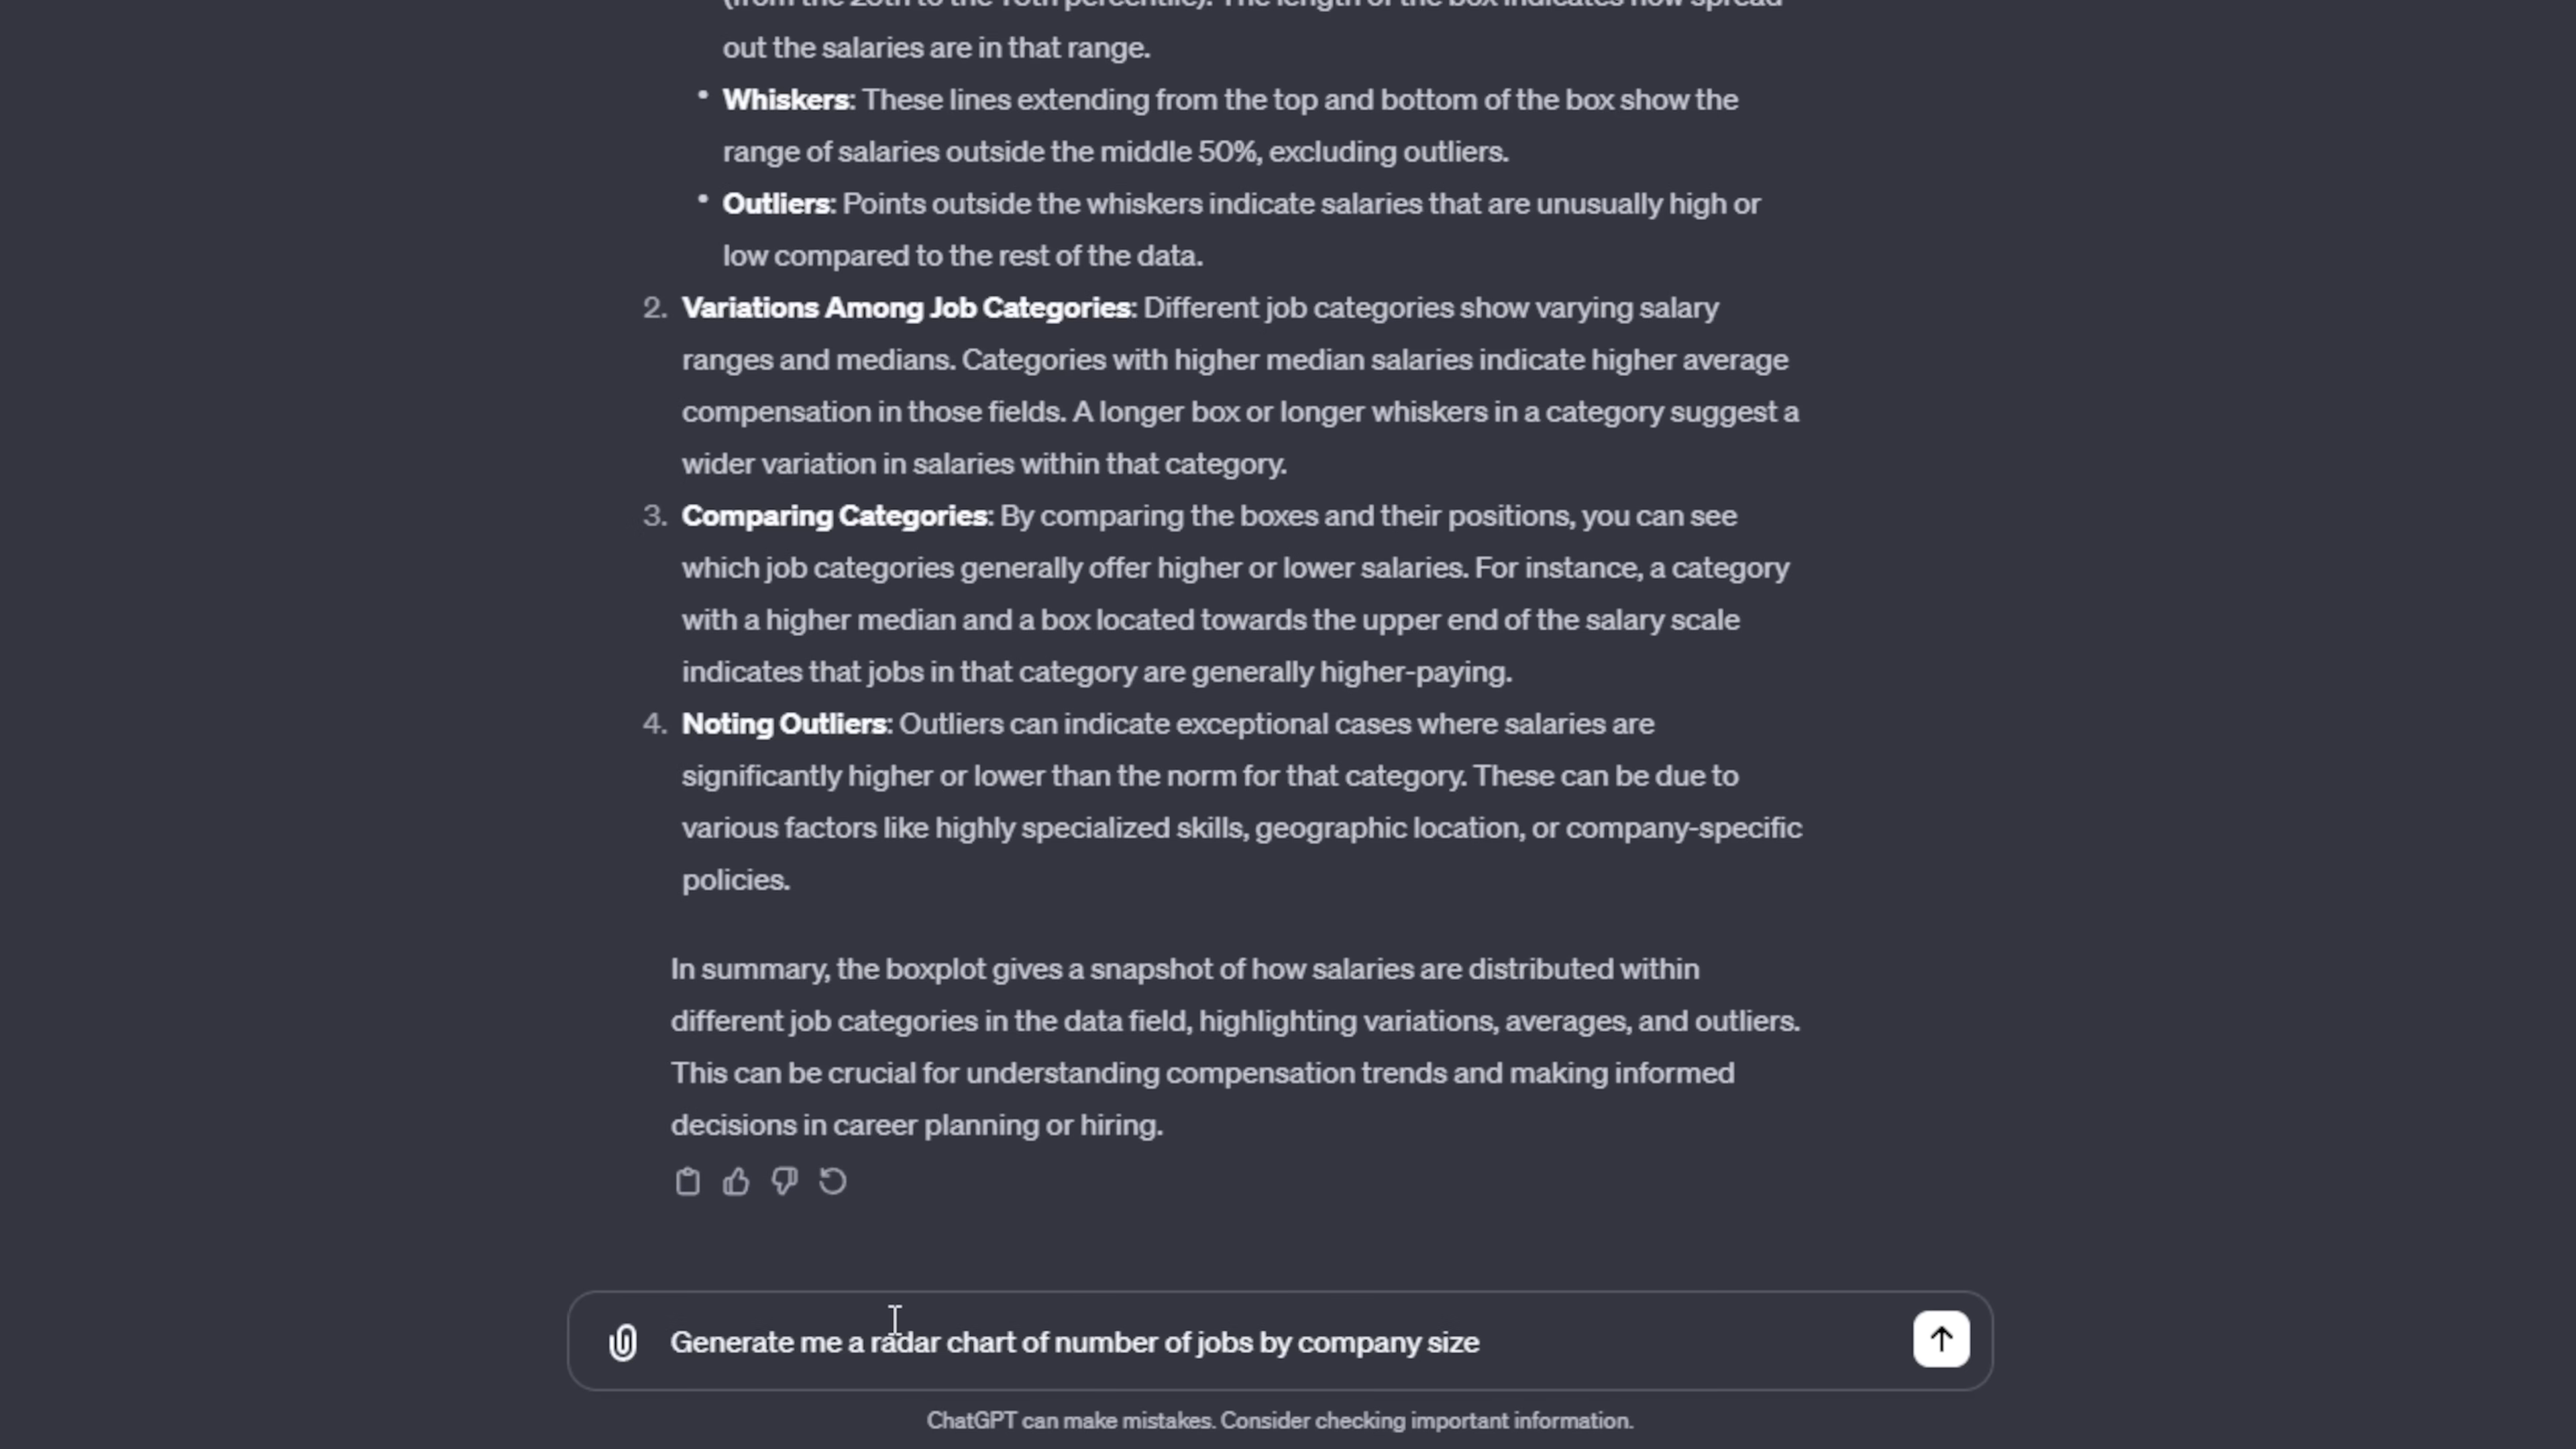 out the salaries are in that range.
• Whiskers: These lines extending from the top and bottom of the box show the
range of salaries outside the middle 50%, excluding outliers.
• Outliers: Points outside the whiskers indicate salaries that are unusually high or
low compared to the rest of the data.
2. Variations Among Job Categories: Different job categories show varying salary
ranges and medians. Categories with higher median salaries indicate higher average
compensation in those fields. A longer box or longer whiskers in a category suggest a
wider variation in salaries within that category.
3. Comparing Categories: By comparing the boxes and their positions, you can see
which job categories generally offer higher or lower salaries. For instance, a category
with a higher median and a box located towards the upper end of the salary scale
indicates that jobs in that category are generally higher-paying.
4. Noting Outliers: Outliers can indicate exceptional cases where salaries are
significantly higher or lower than the norm for that category. These can be due to
various factors like highly specialized skills, geographic location, or company-specific
policies.
In summary, the boxplot gives a snapshot of how salaries are distributed within
different job categories in the data field, highlighting variations, averages, and outliers.
This can be crucial for understanding compensation trends and making informed
decisions in career planning or hiring.
Generate me a radar chart of number of jobs by company size
ChatGPT can make mistakes. Consider checking important information.